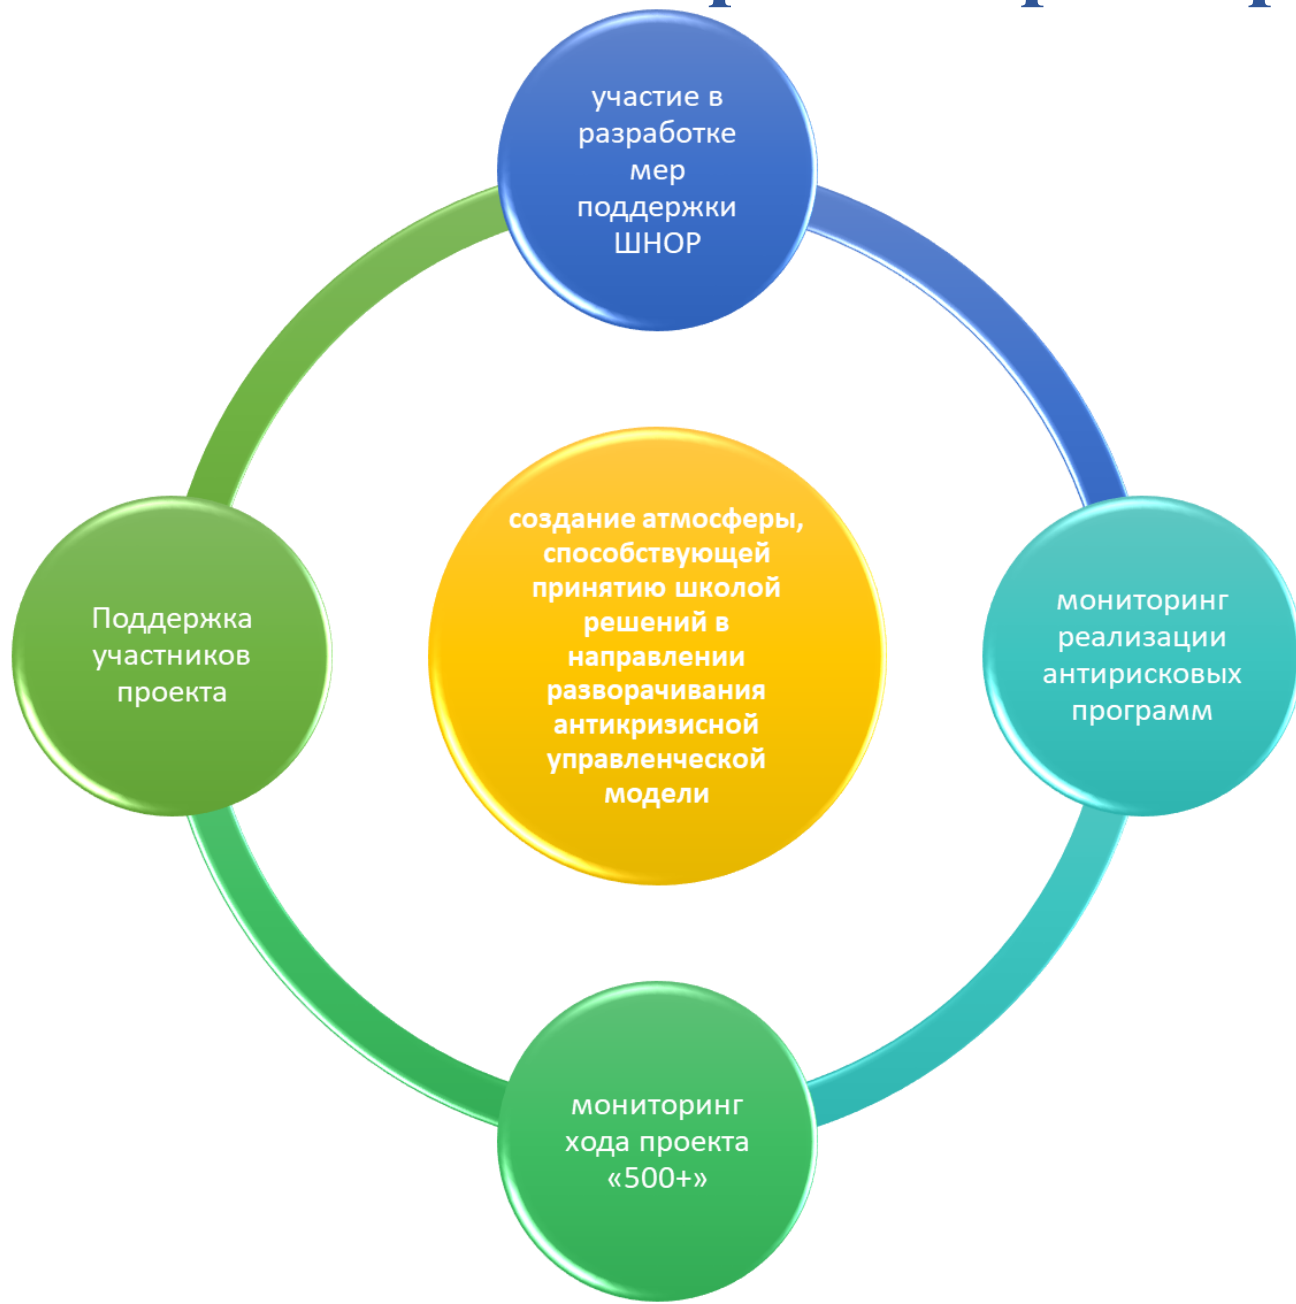 участие в
разработке
мер
поддержки
ШНОР
создание атмосферы,
способствующей
принятию школой
решений в
направлении
разворачивания
антикризисной
управленческой
модели
мониторинг
реализации
антирисковых
программ
мониторинг
хода проекта
«500+»
Поддержка
участников
проекта